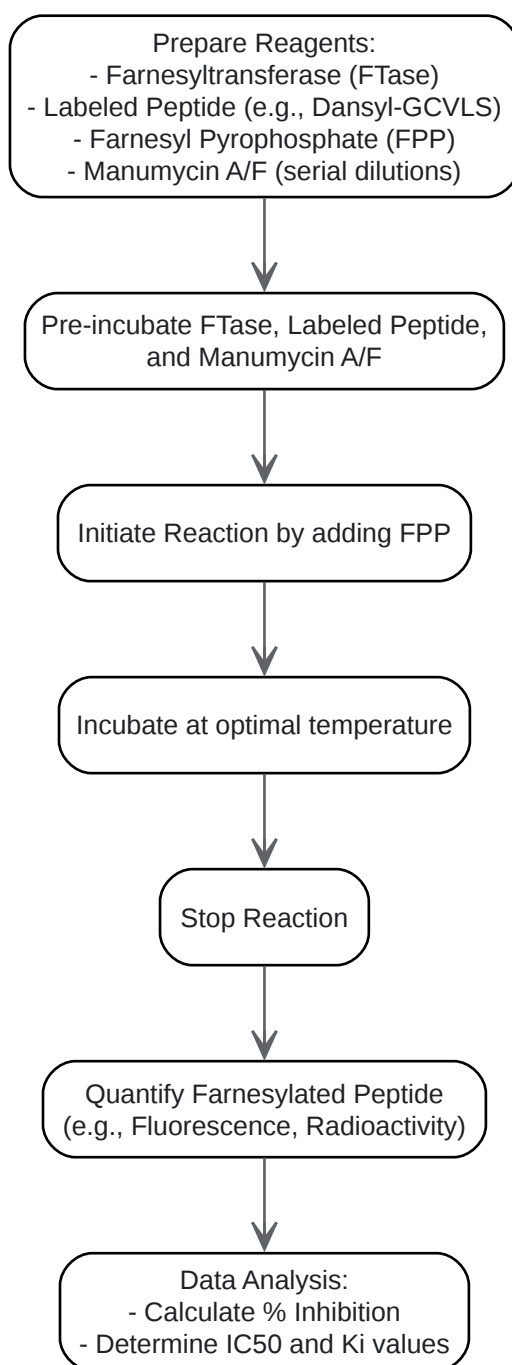 Prepare Reagents:
- Farnesyltransferase (FTase)
- Labeled Peptide (e.g., Dansyl-GCVLS)
- Farnesyl Pyrophosphate (FPP)
- Manumycin A/F (serial dilutions)
Pre-incubate FTase, Labeled Peptide,
and Manumycin A/F
Initiate Reaction by adding FPP
Incubate at optimal temperature
Stop Reaction
Quantify Farnesylated Peptide
(e.g., Fluorescence, Radioactivity)
Data Analysis:
- Calculate % Inhibition
- Determine IC50 and Ki values